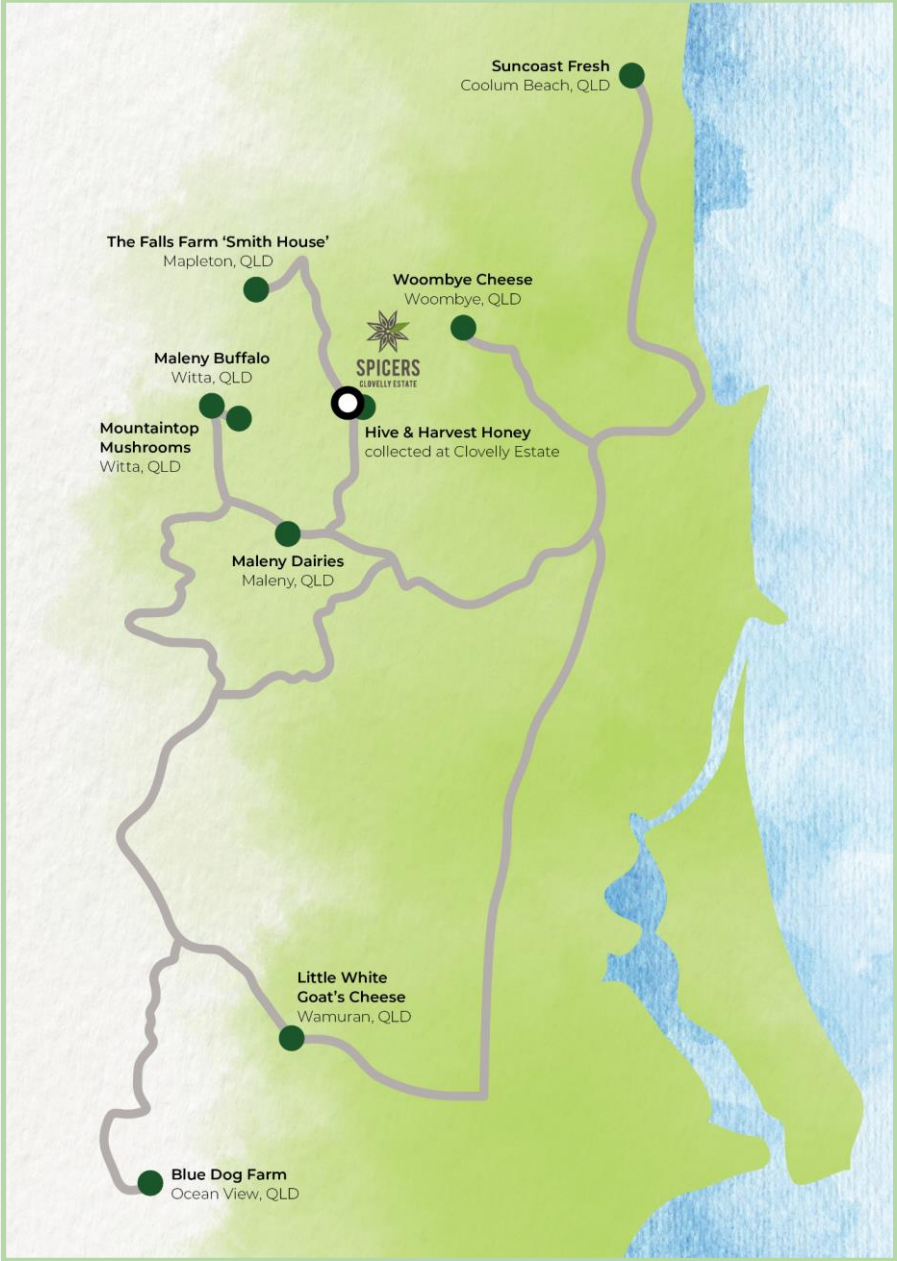 Suncoast Fresh
Coolum Beach, QLD
The Falls Farm ‘Smith House’
Mapleton, QLD
Woombye Cheese
Woombye, QLD
SPICERS
CLOVELLY ESTATE
Maleny Buffalo
Witta, QLD
Mountaintop
Mushrooms
Witta, QLD
Hive & Harvest Honey
collected at Clovelly Estate
Maleny Dairies
Maleny, QLD
Little White
Goat’s Cheese
Wamuran, QLD
Blue Dog Farm
Ocean View, QLD